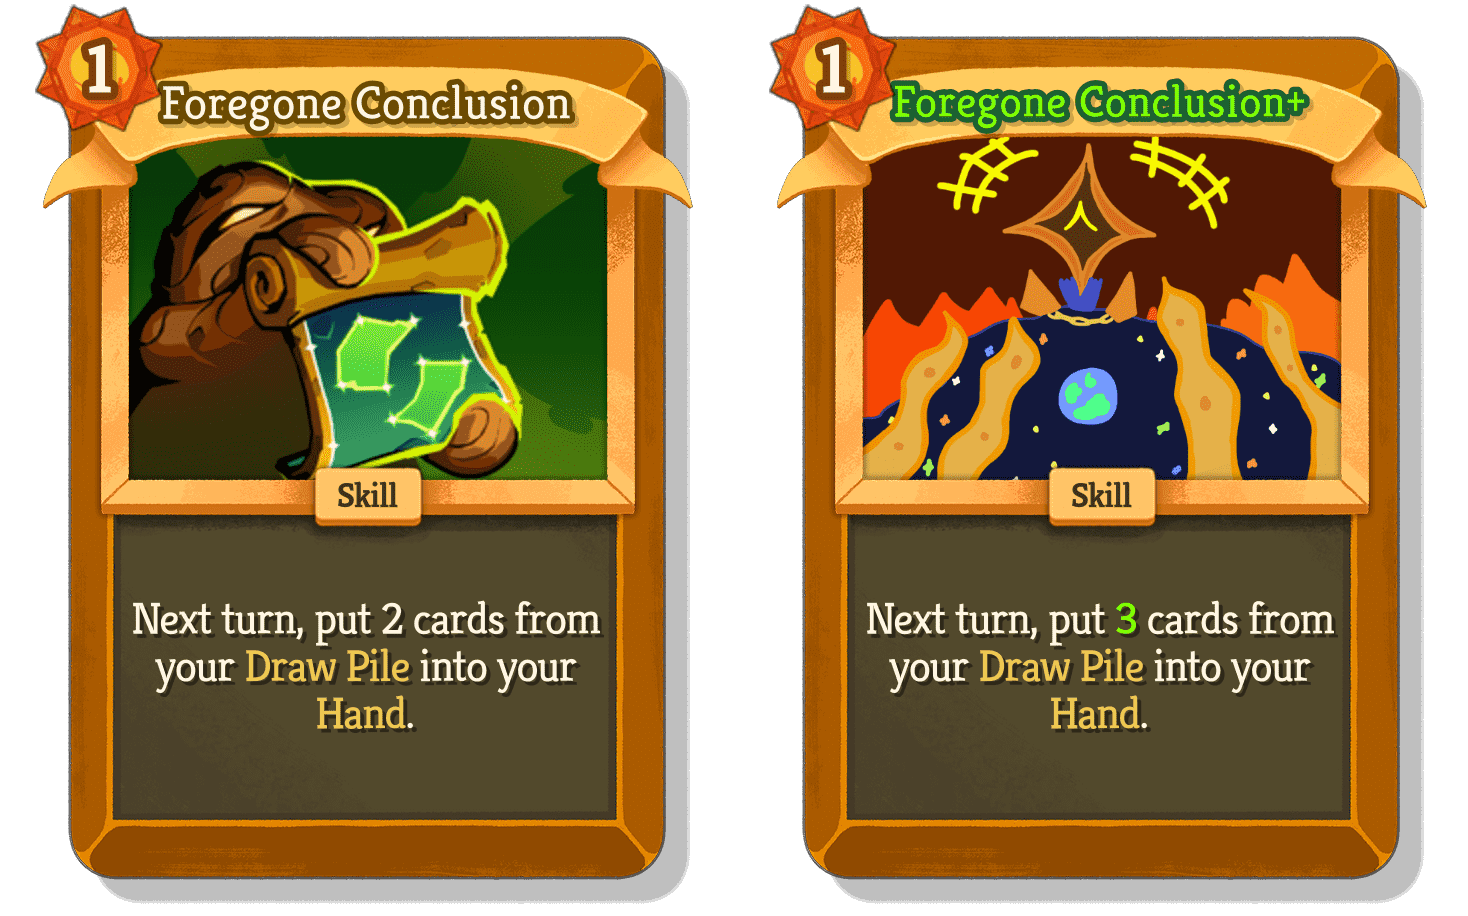 1
Foregone Conclusion
Skill
Next turn, put 2 cards from
your Draw Pile into your
Hand.
1
Foregone Conclusion+
Skill
Next turn, put 3 cards from
your Draw Pile into your
Hand.